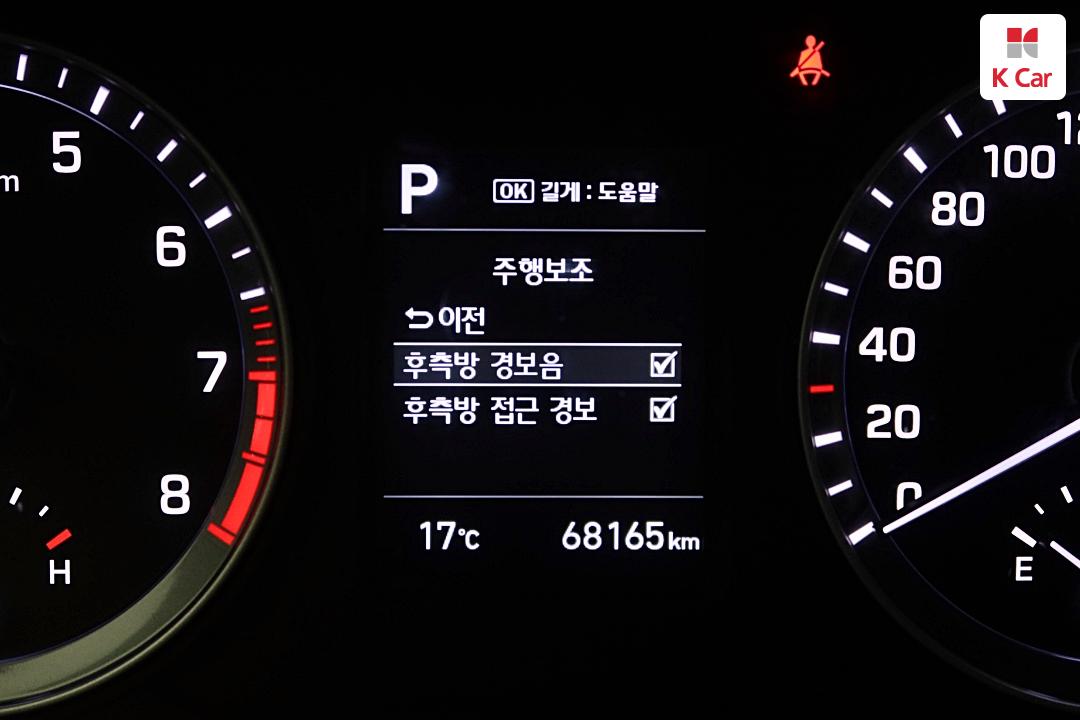 K Car
5
6
7
8
H
P OK 길게 : 도움말
주행보조
이전
후측방 경보음
후측방 접근 경보
17℃ 68165km
100
80
60
40
20
0
E